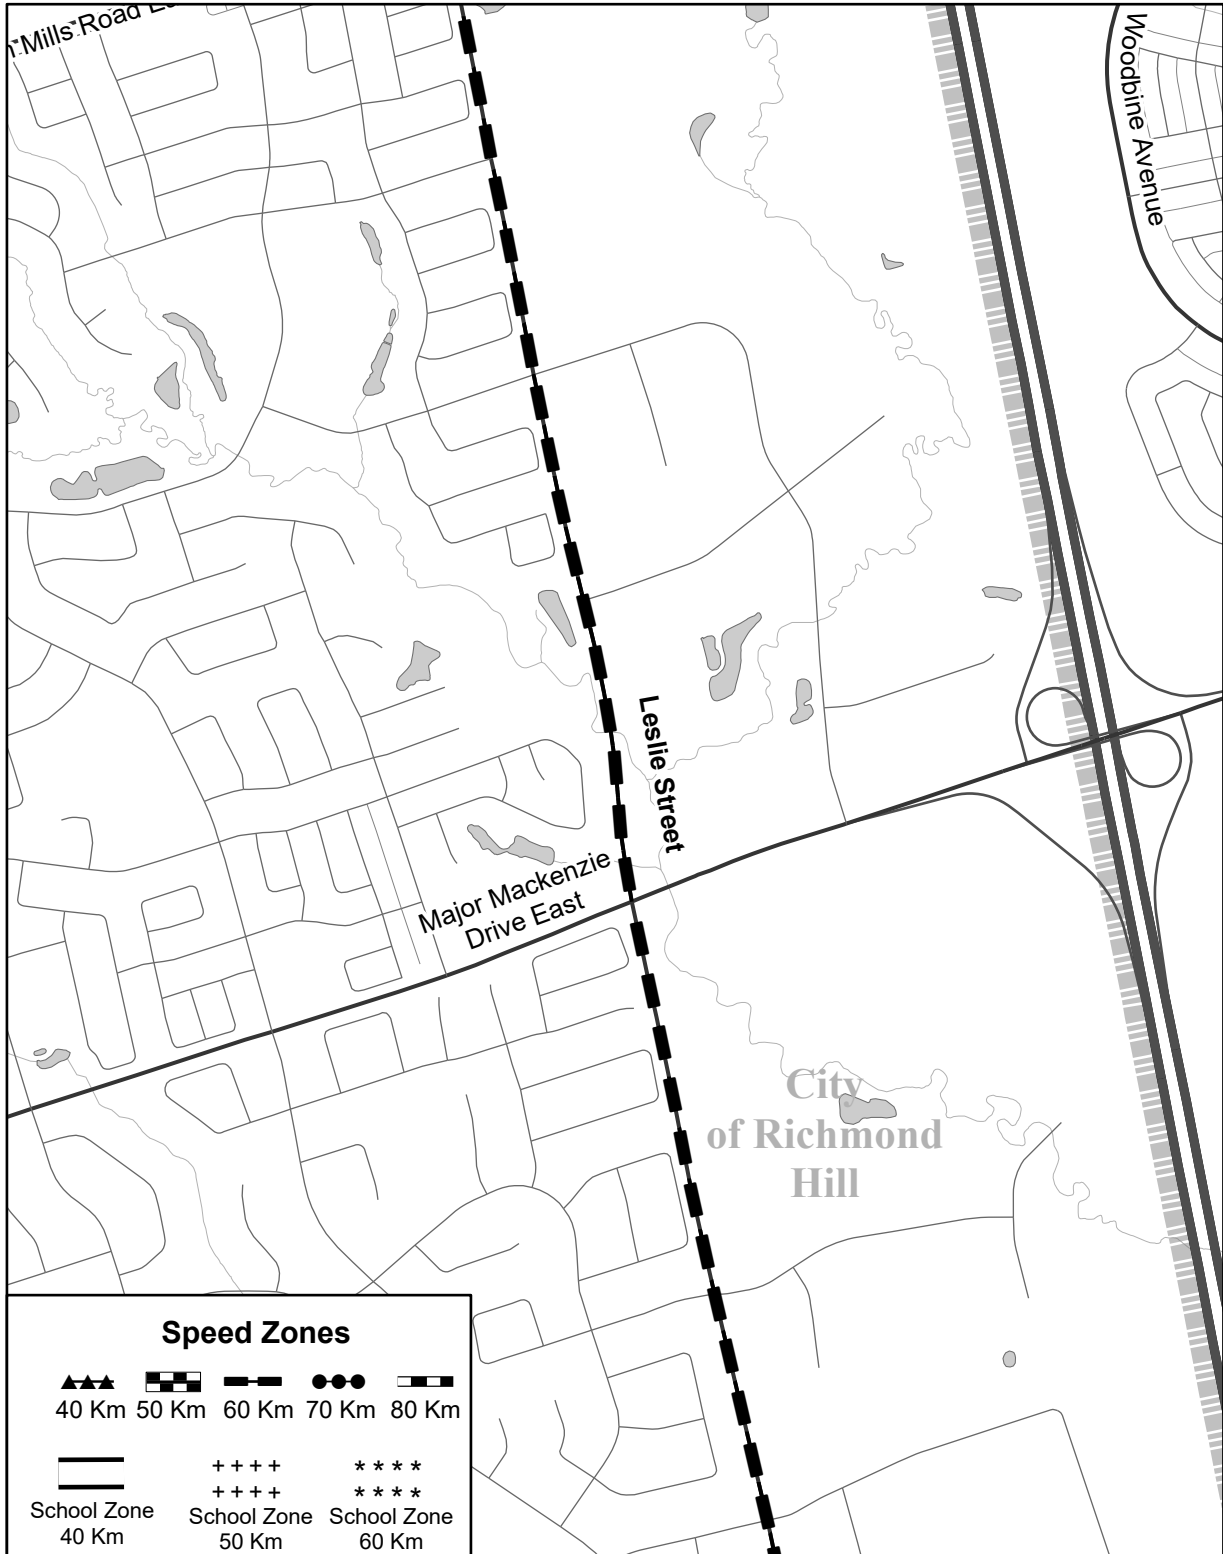 Mills Road
Woodbine Avenue
Leslie Street
Major Mackenzie
Drive East
City
of Richmond
Hill
Speed Zones
40 Km 50 Km 60 Km 70 Km 80 Km
School Zone
40 Km
School Zone
50 Km
School Zone
60 Km